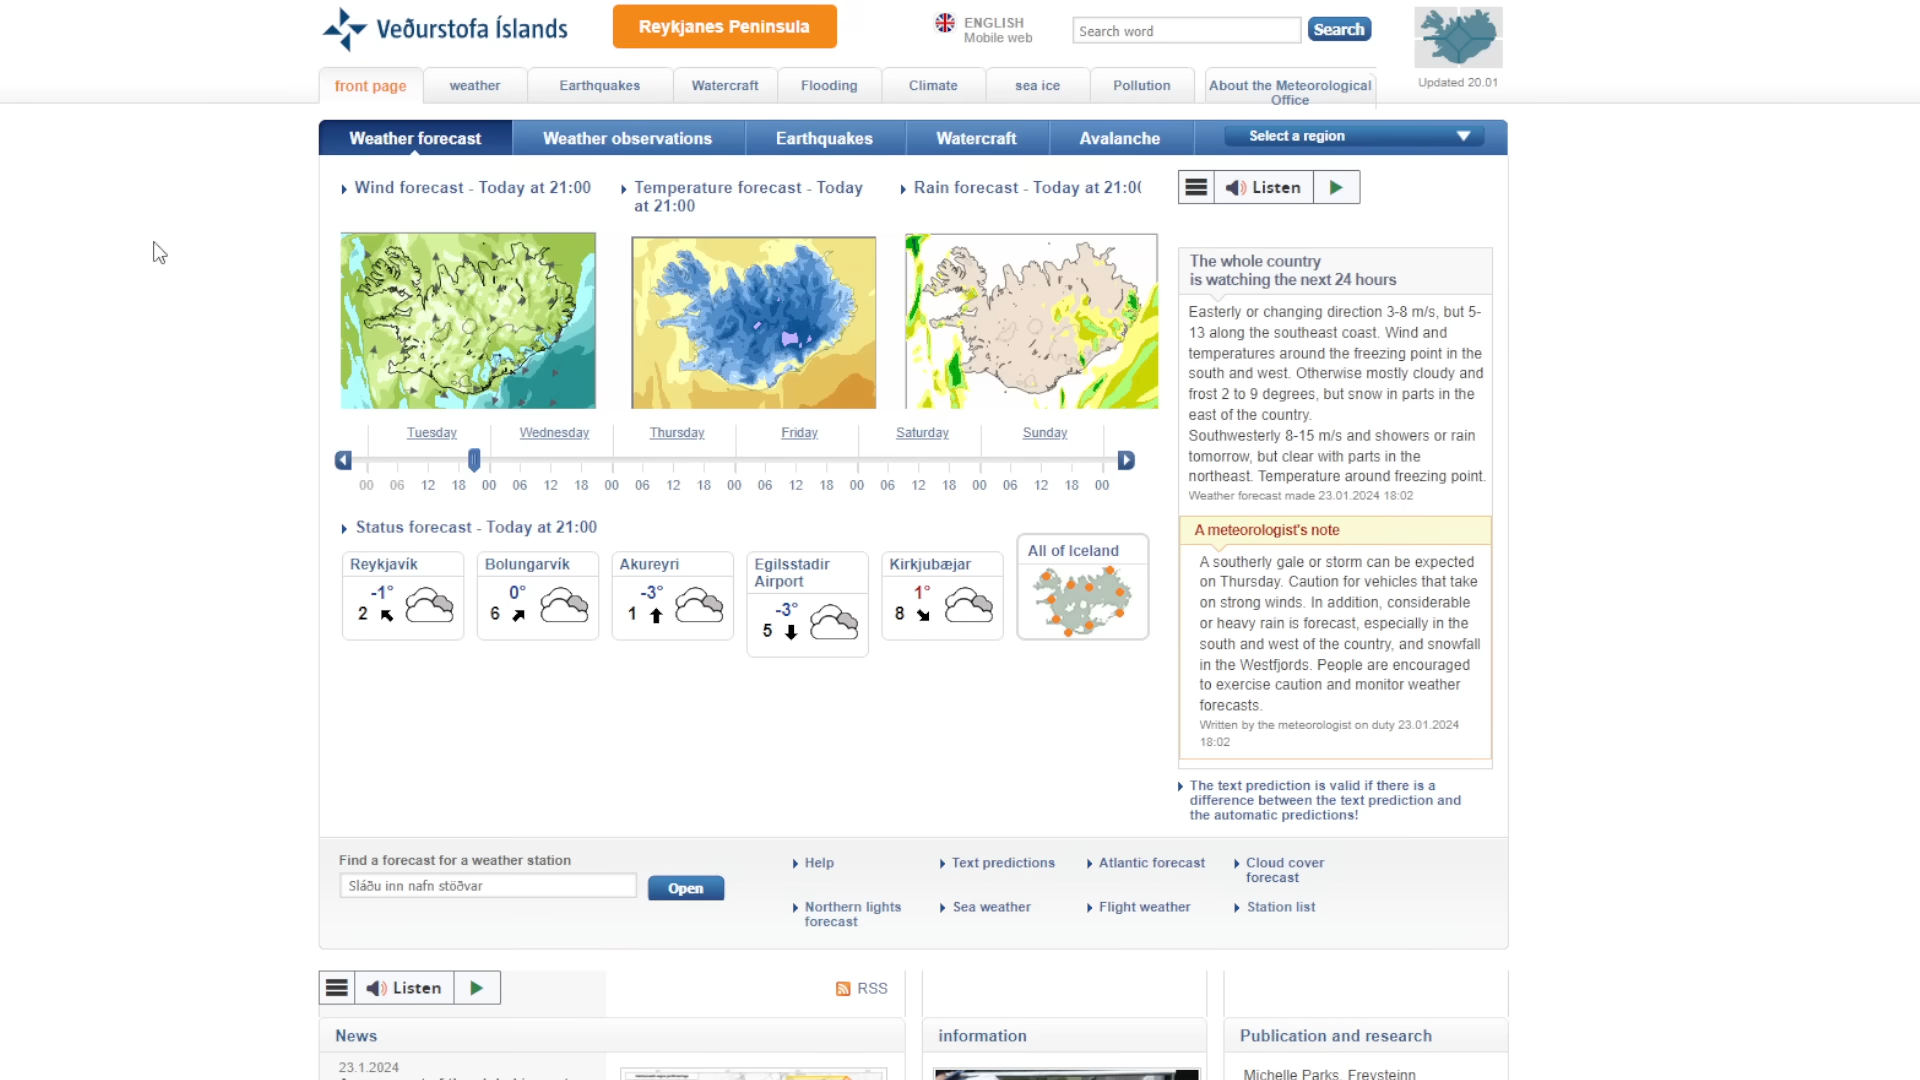 Veðurstofa Íslands
Reykjanes Peninsula
ENGLISH
Mobile web
Search word
Search
Updated 20.01
front page
weather
Earthquakes
Watercraft
Flooding
Climate
sea ice
Pollution
About the Meteorological
Office
Weather forecast
Weather observations
Earthquakes
Watercraft
Avalanche
Select a region
Wind forecast - Today at 21:00
Temperature forecast - Today
at 21:00
Rain forecast - Today at 21:00
Listen
The whole country
is watching the next 24 hours
Easterly or changing direction 3-8 m/s, but 5-
13 along the southeast coast. Wind and
temperatures around the freezing point in the
south and west. Otherwise mostly cloudy and
frost 2 to 9 degrees, but snow in parts in the
east of the country.
Southwesterly 8-15 m/s and showers or rain
tomorrow, but clear with parts in the
northeast. Temperature around freezing point.
Weather forecast made 23.01.2024 18:02
A meteorologist's note
A southerly gale or storm can be expected
on Thursday. Caution for vehicles that take
on strong winds. In addition, considerable
or heavy rain is forecast, especially in the
south and west of the country, and snowfall
in the Westfjords. People are encouraged
to exercise caution and monitor weather
forecasts.
Written by the meteorologist on duty 23.01.2024
18:02
The text prediction is valid if there is a
difference between the text prediction and
the automatic predictions!
Tuesday Wednesday Thursday Friday Saturday Sunday
00 06 12 18 00 06 12 18 00 06 12 18 00 06 12 18 00 06 12 18 00 06 12 18 00
Status forecast - Today at 21:00
Reykjavík
-1°
2
Bolungarvík
0°
6
Akureyri
-3°
1
Egilsstadir
Airport
-3°
5
Kirkjubæjar
1°
8
All of Iceland
Find a forecast for a weather station
Sláðu inn nafn stöðvar
Open
Help
Text predictions
Atlantic forecast
Cloud cover
forecast
Northern lights
forecast
Sea weather
Flight weather
Station list
Listen
RSS
News
information
Publication and research
23.1.2024
Michelle Parks, Freysteinn